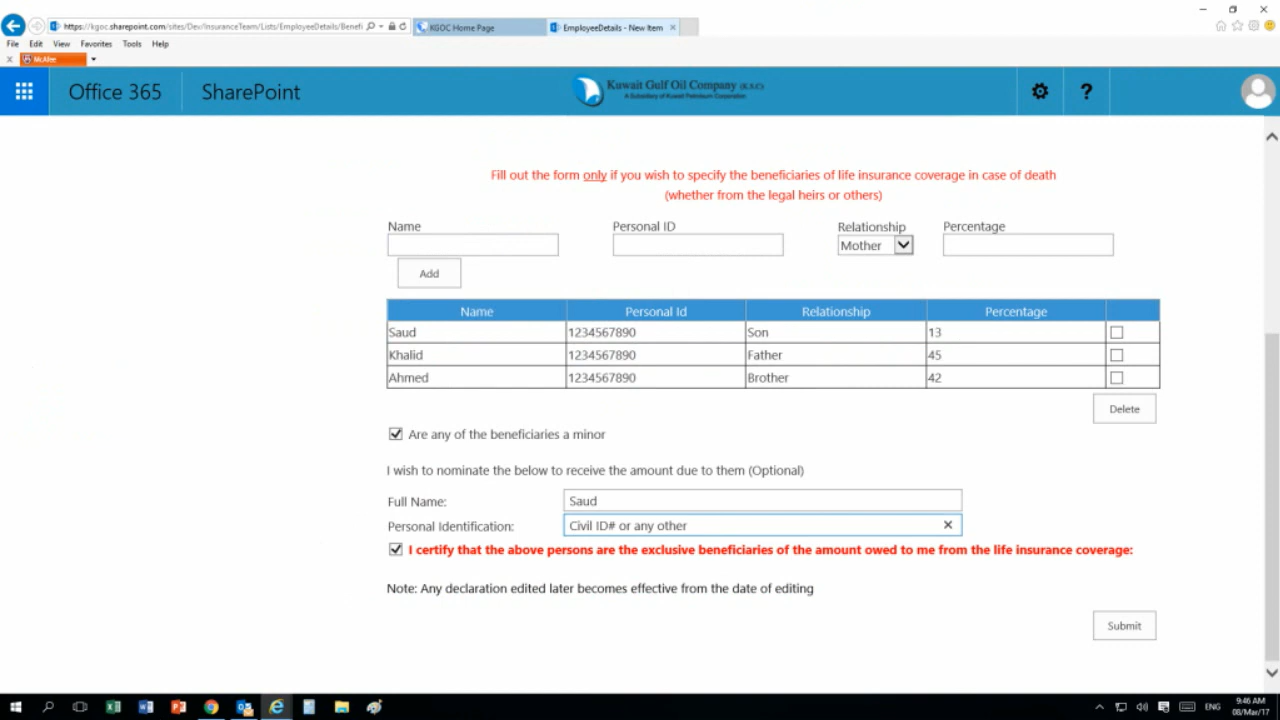 https://kgoc.sharepoint.com/sites/Dev/InsuranceTeam/Lists/EmployeeDetails/Benefi
KGOC Home Page
EmployeeDetails - New Item
File Edit View Favorites Tools Help
McAfee
Office 365
SharePoint
Kuwait Gulf Oil Company (K.S.C)
A Subsidiary of Kuwait Petroleum Corporation
?
Fill out the form only if you wish to specify the beneficiaries of life insurance coverage in case of death
(whether from the legal heirs or others)
Name Personal ID Relationship Percentage
Mother
Add
Name Personal Id Relationship Percentage
Saud 1234567890 Son 13
Khalid 1234567890 Father 45
Ahmed 1234567890 Brother 42
Delete
Are any of the beneficiaries a minor
I wish to nominate the below to receive the amount due to them (Optional)
Full Name: Saud
Personal Identification: Civil ID# or any other
I certify that the above persons are the exclusive beneficiaries of the amount owed to me from the life insurance coverage:
Note: Any declaration edited later becomes effective from the date of editing
Submit
ENG
9:46 AM
08/Mar/17